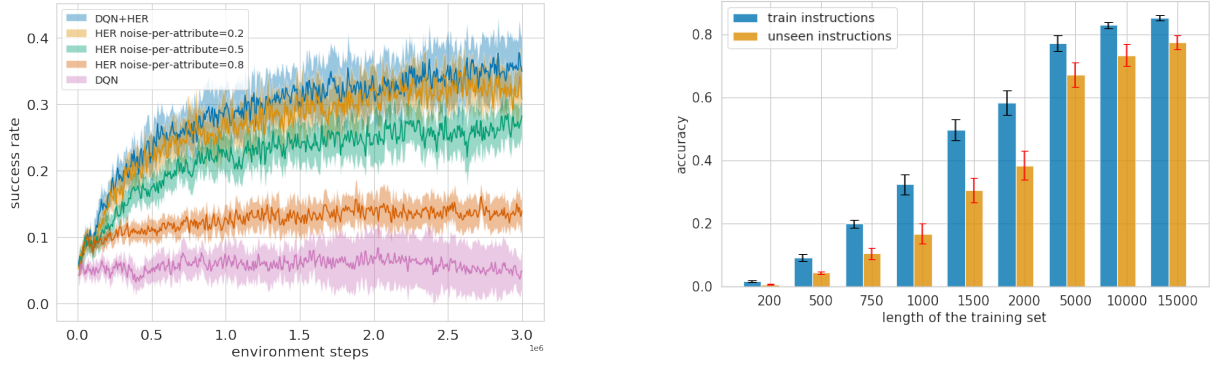 DQN+HER
HER noise-per-attribute=0.2
HER noise-per-attribute=0.5
HER noise-per-attribute=0.8
DQN
success rate
0.4
0.3
0.2
0.1
0.0
0.0 0.5 1.0 1.5 2.0 2.5 3.0
1e6
environment steps
train instructions
unseen instructions
accuracy
0.8
0.6
0.4
0.2
0.0
200 500 750 1000 1500 2000 5000 10000 15000
length of the training set